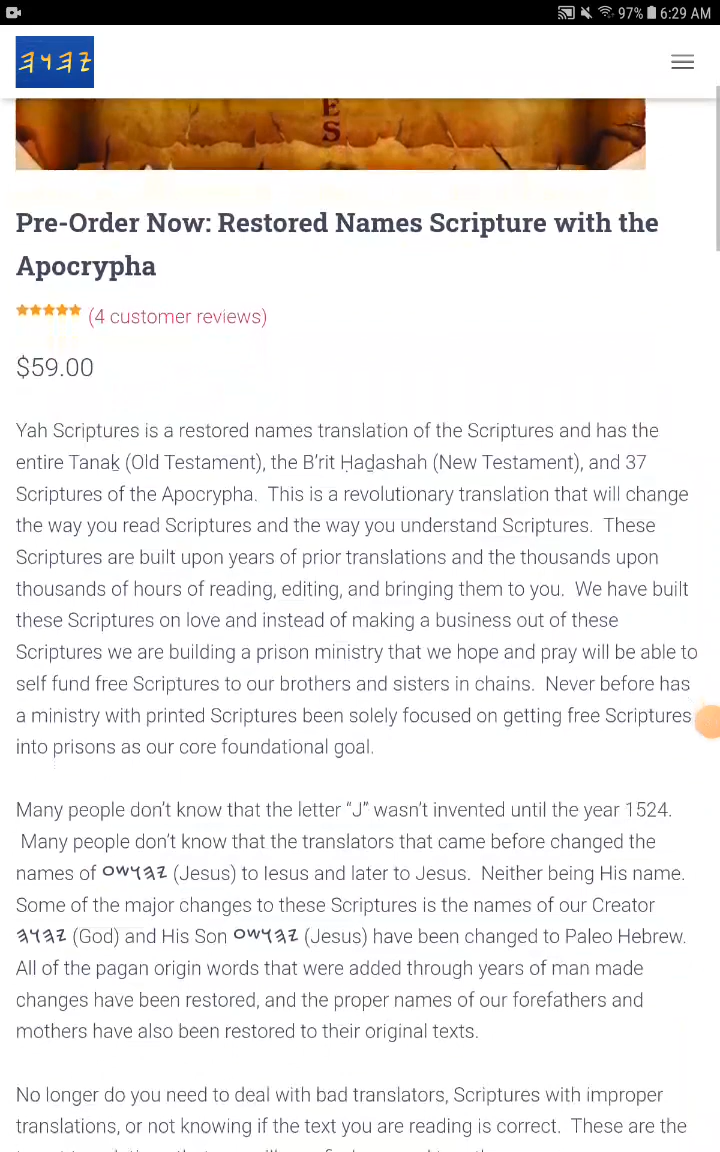 97% 6:29 AM
𐤉𐤄𐤅𐤄
E
S
Pre-Order Now: Restored Names Scripture with the
Apocrypha
(4 customer reviews)
$59.00
Yah Scriptures is a restored names translation of the Scriptures and has the
entire Tanaḵ (Old Testament), the B’rit Ḥaḏashah (New Testament), and 37
Scriptures of the Apocrypha.  This is a revolutionary translation that will change
the way you read Scriptures and the way you understand Scriptures.  These
Scriptures are built upon years of prior translations and the thousands upon
thousands of hours of reading, editing, and bringing them to you.  We have built
these Scriptures on love and instead of making a business out of these
Scriptures we are building a prison ministry that we hope and pray will be able to
self fund free Scriptures to our brothers and sisters in chains.  Never before has
a ministry with printed Scriptures been solely focused on getting free Scriptures
into prisons as our core foundational goal.
Many people don’t know that the letter “J” wasn’t invented until the year 1524.
Many people don’t know that the translators that came before changed the
names of 𐤉𐤄𐤅𐤔𐤏 (Jesus) to Iesus and later to Jesus.  Neither being His name.
Some of the major changes to these Scriptures is the names of our Creator
𐤉𐤄𐤅𐤄 (God) and His Son 𐤉𐤄𐤅𐤔𐤏 (Jesus) have been changed to Paleo Hebrew.
All of the pagan origin words that were added through years of man made
changes have been restored, and the proper names of our forefathers and
mothers have also been restored to their original texts.
No longer do you need to deal with bad translators, Scriptures with improper
translations, or not knowing if the text you are reading is correct.  These are the